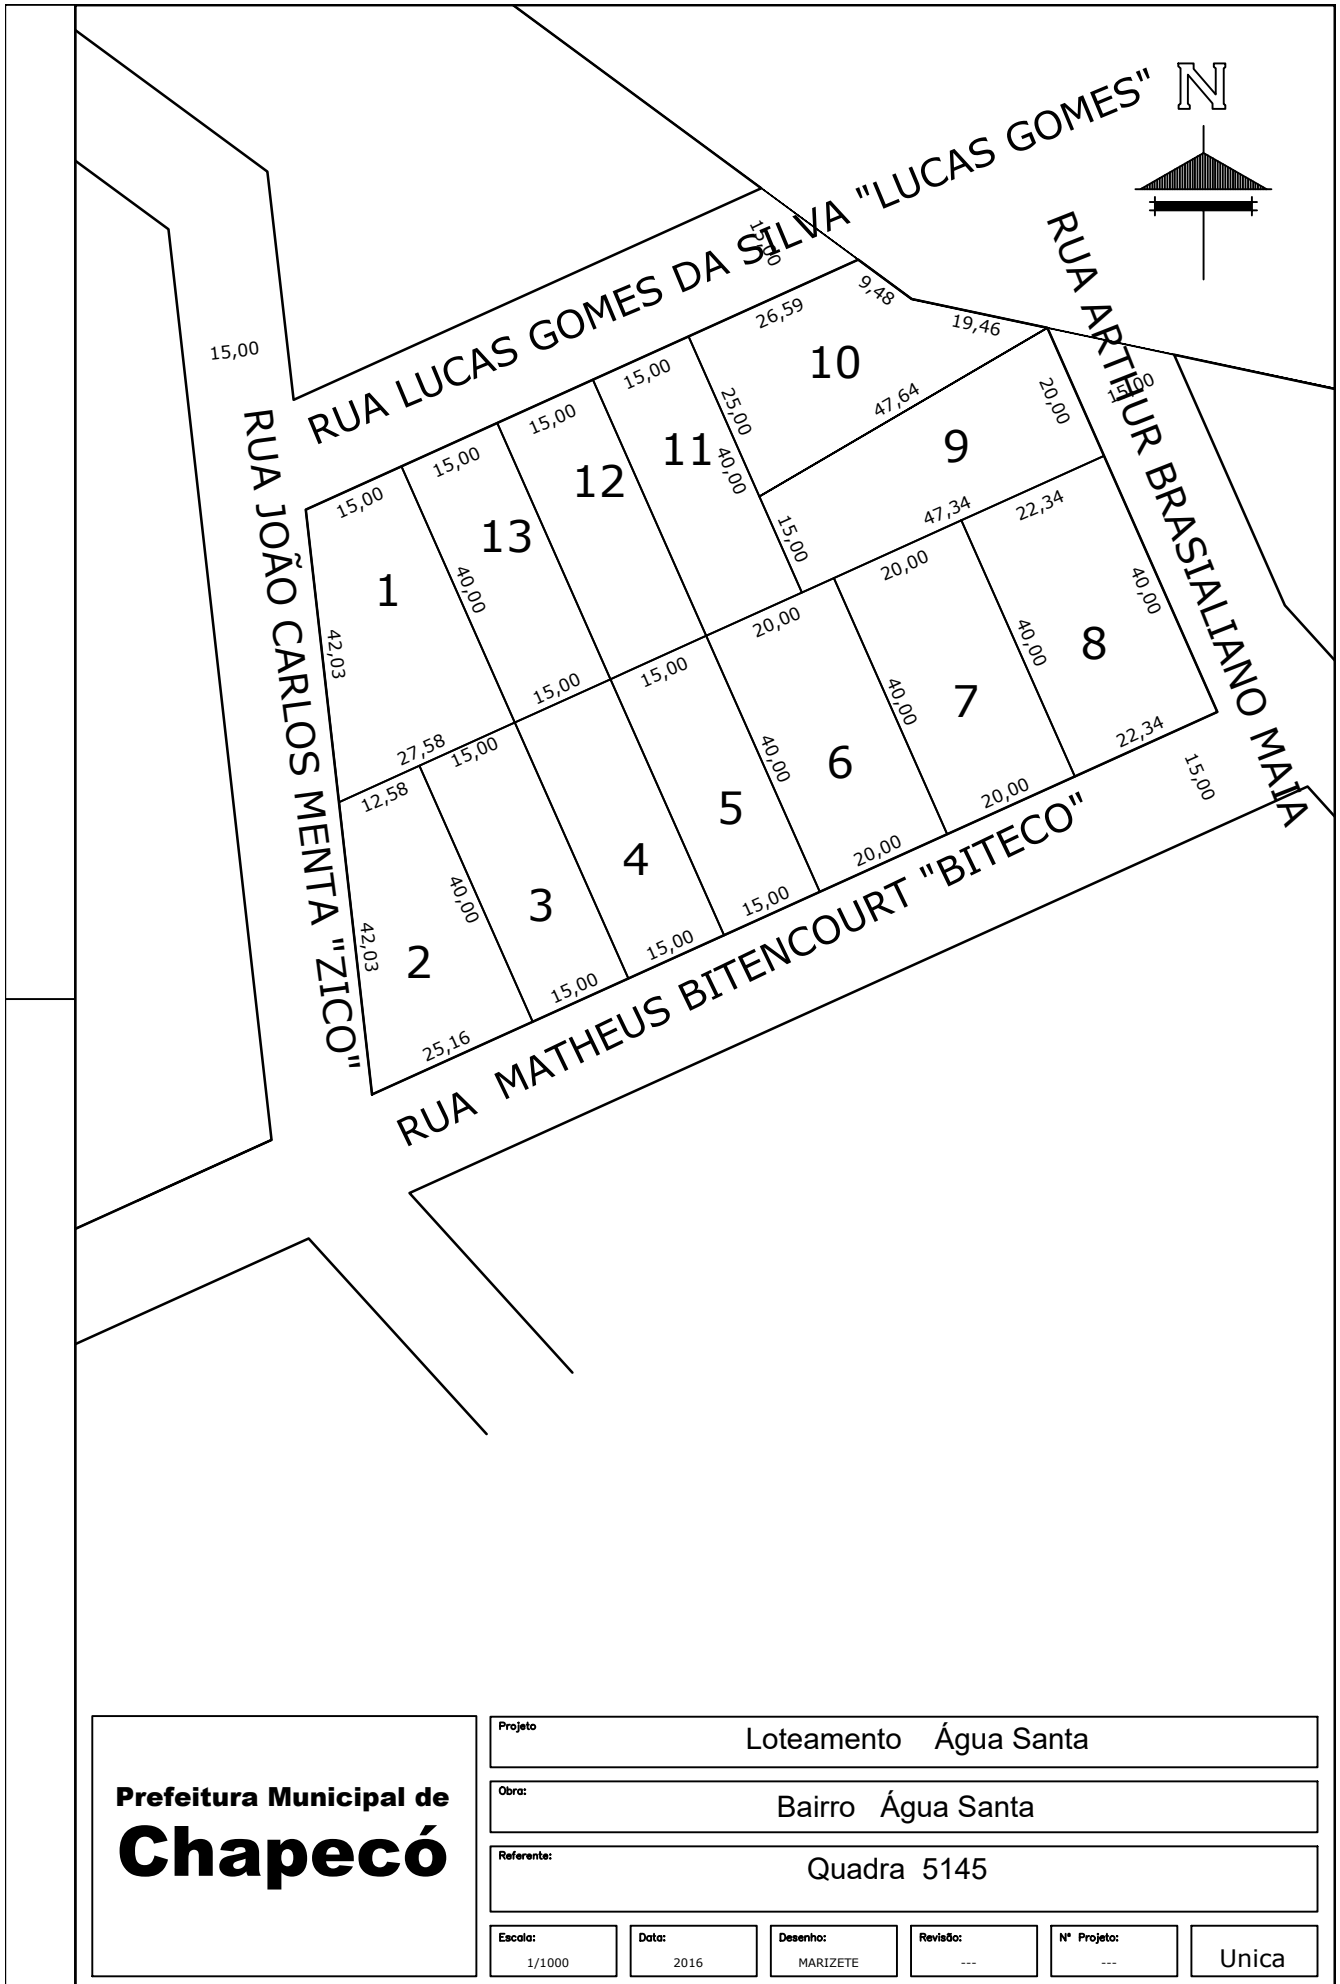 N
RUA LUCAS GOMES DA SILVA "LUCAS GOMES"
15,00
RUA ARTHUR BRASIALIANO MAIA
9,48
26,59
19,46
15,00
15,00
10
15,00
20,00
15,00
25,00
47,64
RUA JOÃO CARLOS MENTA "ZICO"
15,00
11
9
15,00
40,00
12
15,00
47,34
22,34
13
15,00
20,00
1
40,00
40,00
20,00
42,03
40,00
8
15,00
15,00
7
40,00
27,58
15,00
22,34
6
40,00
15,00
12,58
20,00
5
20,00
4
40,00
15,00
3
42,03
2
15,00
15,00
25,16
RUA MATHEUS BITENCOURT "BITECO"
Prefeitura Municipal de
Chapecó
Projeto
Loteamento Água Santa
Obra:
Bairro Água Santa
Referente:
Quadra 5145
Escala:
1/1000
Data:
2016
Desenho:
MARIZETE
Revisão:
---
N° Projeto:
---
Unica